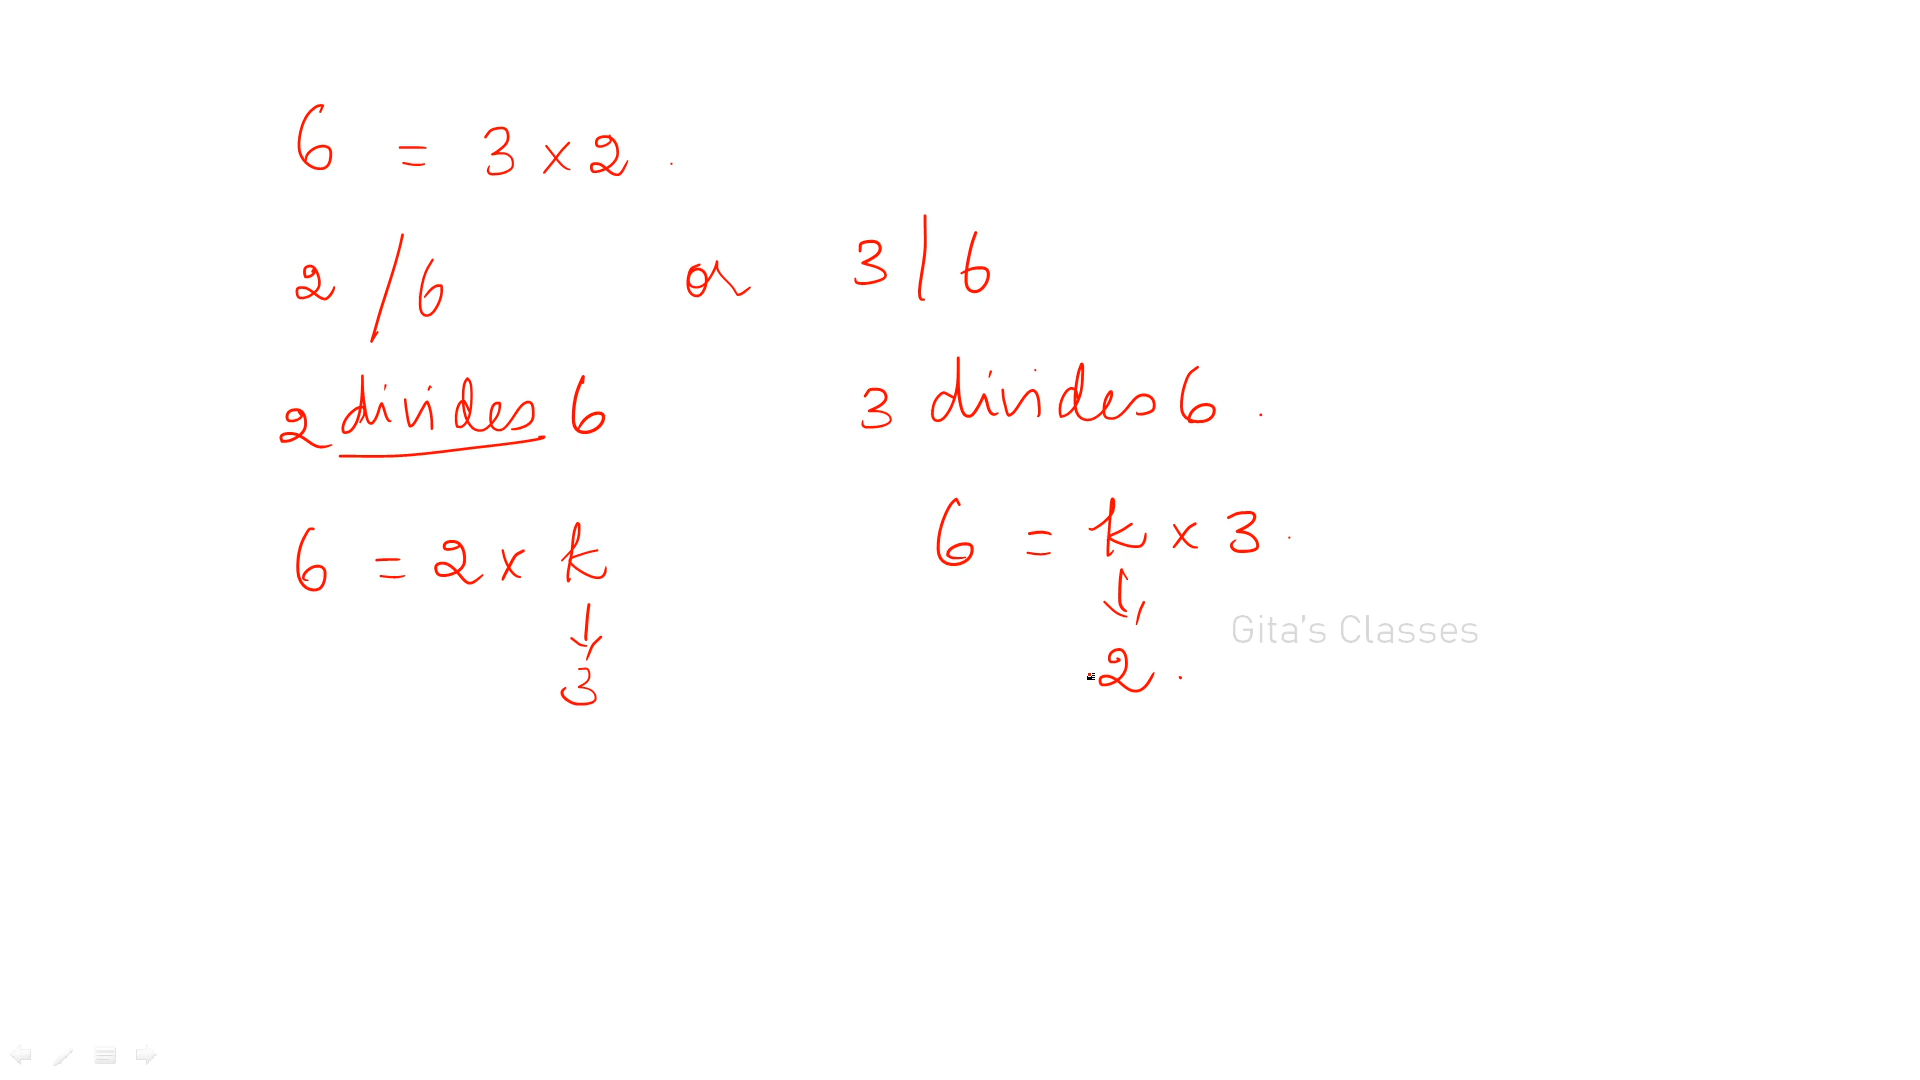 6 = 3 × 2 .
2 / 6 or 3 | 6
2 divides 6 3 divides 6 .
6 = 2 × k 6 = k × 3 .
↓ ↓
3 2 .
Gita's Classes